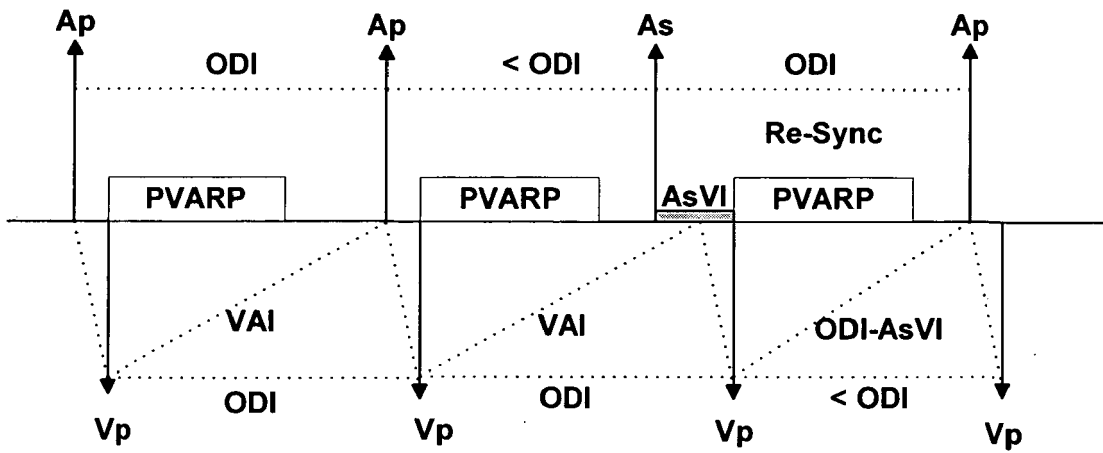 Ap Ap As Ap
ODI < ODI ODI
Re-Sync
PVARP PVARP AsVI PVARP
VAI VAI ODI-AsVI
ODI ODI < ODI
Vp Vp Vp Vp